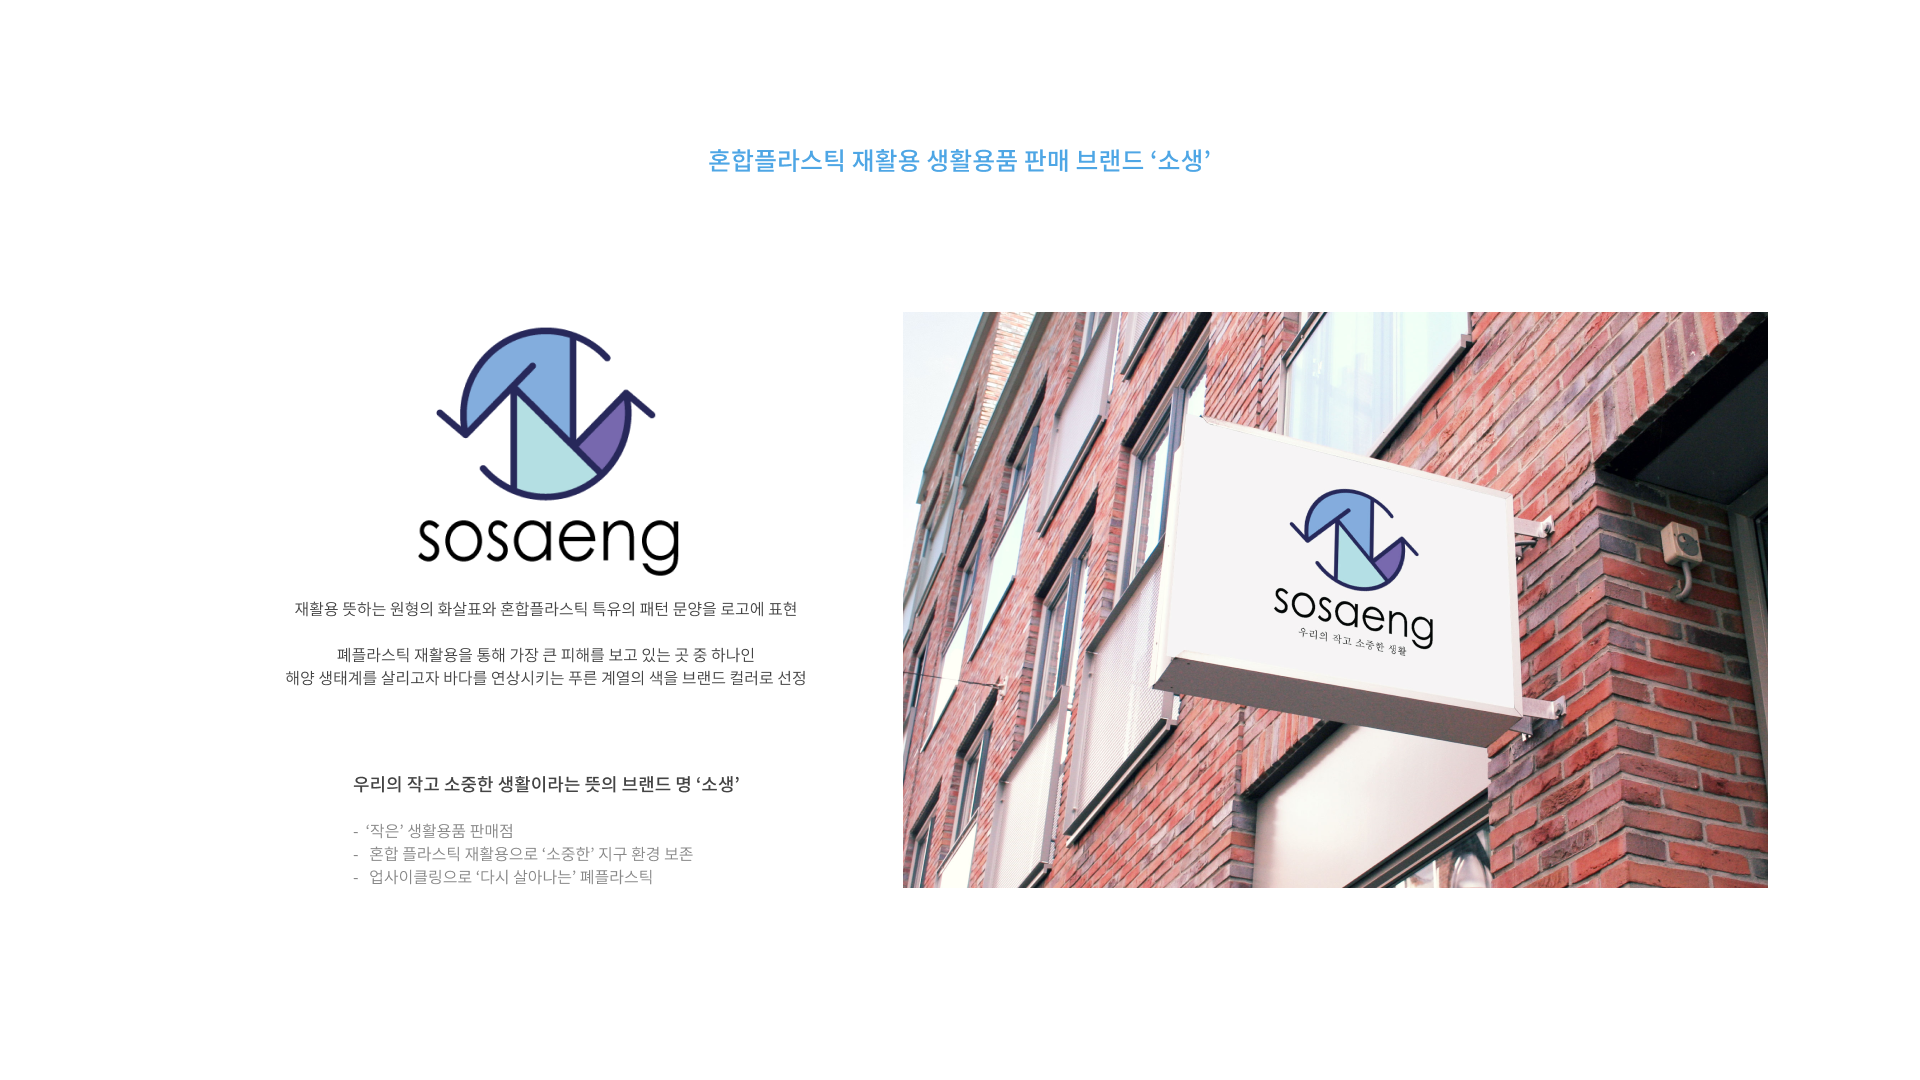 혼합플라스틱 재활용 생활용품 판매 브랜드 ‘소생’
sosaeng
재활용 뜻하는 원형의 화살표와 혼합플라스틱 특유의 패턴 문양을 로고에 표현
폐플라스틱 재활용을 통해 가장 큰 피해를 보고 있는 곳 중 하나인
해양 생태계를 살리고자 바다를 연상시키는 푸른 계열의 색을 브랜드 컬러로 선정
우리의 작고 소중한 생활이라는 뜻의 브랜드 명 ‘소생’
- ‘작은’ 생활용품 판매점
- 혼합 플라스틱 재활용으로 ‘소중한’ 지구 환경 보존
- 업사이클링으로 ‘다시 살아나는’ 폐플라스틱
sosaeng
우리의 작고 소중한 생활